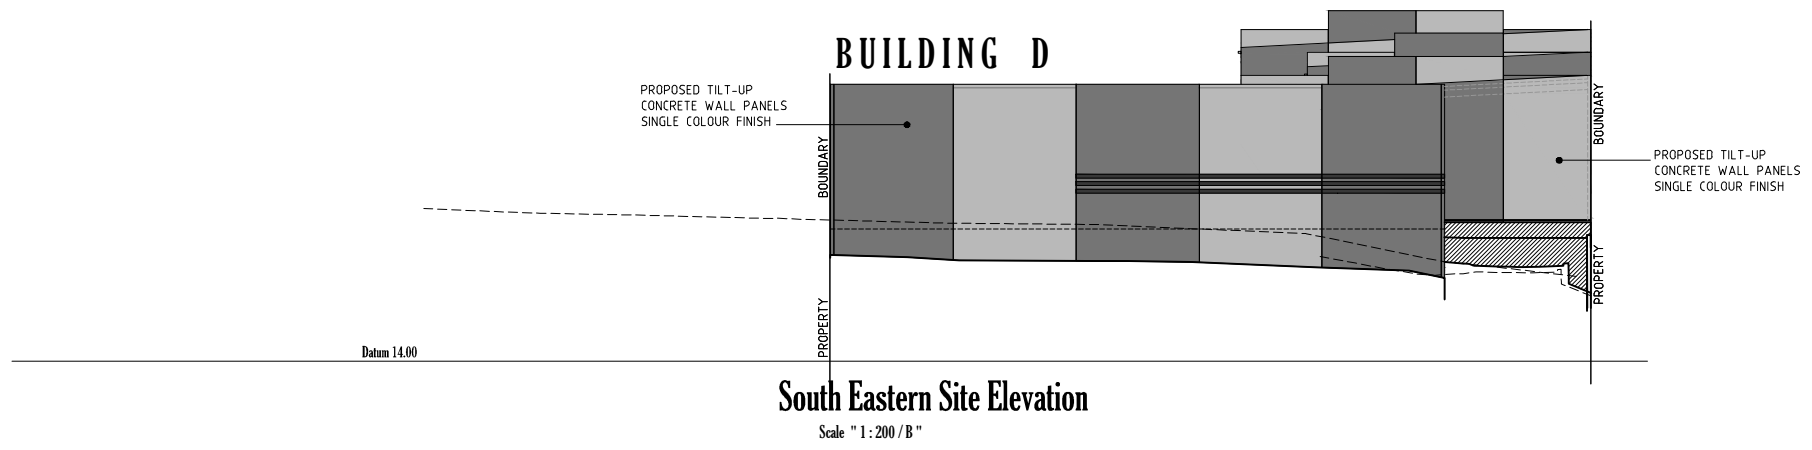 BUILDING D
PROPOSED TILT-UP
CONCRETE WALL PANELS
SINGLE COLOUR FINISH
BOUNDARY
PROPERTY
BOUNDARY
PROPERTY
PROPOSED TILT-UP
CONCRETE WALL PANELS
SINGLE COLOUR FINISH
Datum 14.00
South Eastern Site Elevation
Scale " 1 : 200 / B "